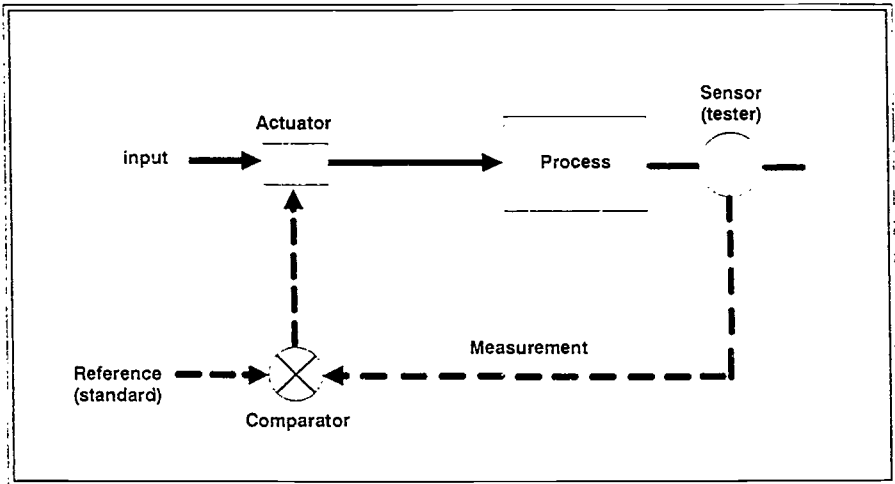 Sensor
(tester)
Actuator
input
Process
Measurement
Reference
(standard)
Comparator